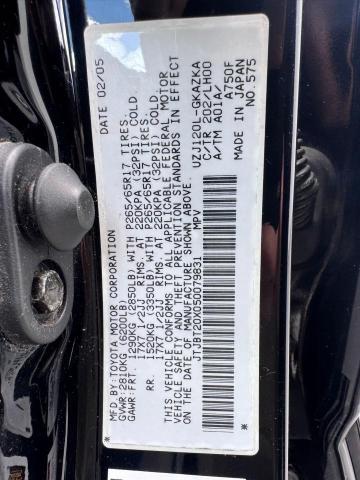 MFD.BY:TOYOTA MOTOR CORPORATION DATE 02/05
GVWR:2810KG(6200LB)
GAWR:FRT. 1290KG(2850LB) WITH P265/65R17 TIRES,
17X7 1/2JJ RIMS, AT 220KPA(32PSI) COLD
RR. 1520KG(3350LB) WITH P265/65R17 TIRES,
17X7 1/2JJ RIMS, AT 220KPA(32PSI) COLD
THIS VEHICLE CONFORMS TO ALL APPLICABLE FEDERAL MOTOR
VEHICLE SAFETY AND THEFT PREVENTION STANDARDS IN EFFECT
ON THE DATE OF MANUFACTURE SHOWN ABOVE.
* JTJBT20X050079831 * UZJ120L-GKAZKA
MPV C/TR 202/LH00
A/TM A01A/ A750F
MADE IN JAPAN
NO.575